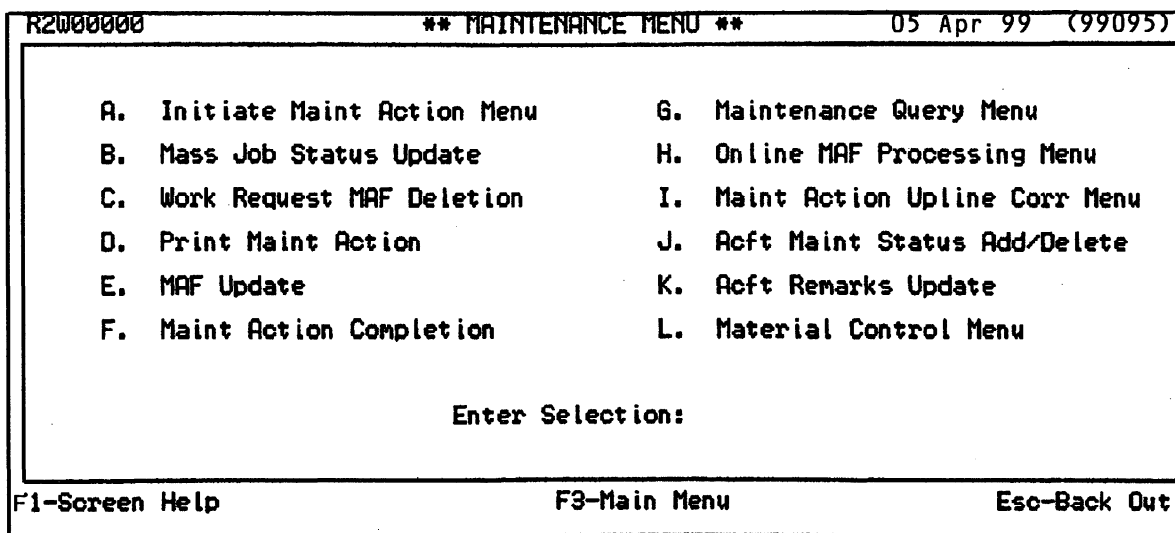 R2W00000 ** MAINTENANCE MENU ** 05 Apr 99 (99095)
A. Initiate Maint Action Menu G. Maintenance Query Menu
B. Mass Job Status Update H. Online MAF Processing Menu
C. Work Request MAF Deletion I. Maint Action Upline Corr Menu
D. Print Maint Action J. Acft Maint Status Add/Delete
E. MAF Update K. Acft Remarks Update
F. Maint Action Completion L. Material Control Menu
Enter Selection:
F1-Screen Help F3-Main Menu Esc-Back Out